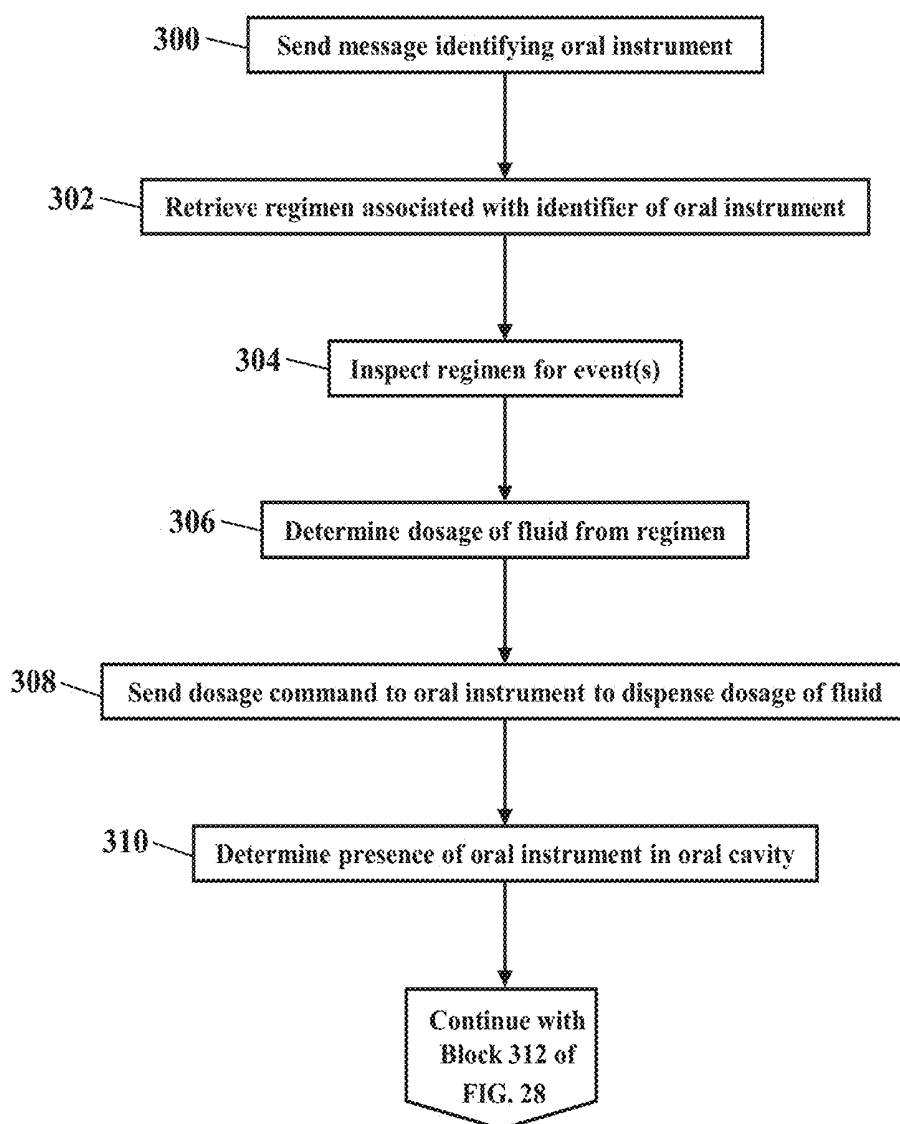 300
Send message identifying oral instrument
302
Retrieve regimen associated with identifier of oral instrument
304
Inspect regimen for event(s)
306
Determine dosage of fluid from regimen
308
Send dosage command to oral instrument to dispense dosage of fluid
310
Determine presence of oral instrument in oral cavity
Continue with
Block 312 of
FIG. 28